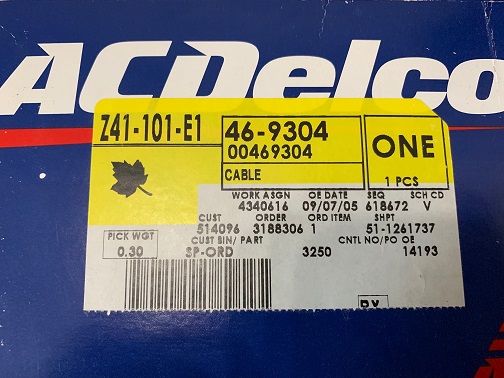 ACDelco
Z41-101-E1 46-9304 ONE
00469304
CABLE 1 PCS
WORK ASGN OE DATE SEQ SCH CD
4340616 09/07/05 618672 V
CUST ORDER ORD ITEM SHPT
514096 3188306 1 51-1261737
PICK WGT CUST BIN/ PART CNTL NO/PO OE
0.30 SP-ORD 3250 14193